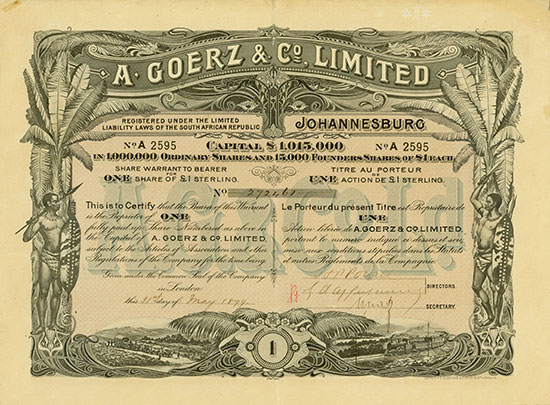 A. GOERZ & Co. LIMITED
REGISTERED UNDER THE LIMITED
LIABILITY LAWS OF THE SOUTH AFRICAN REPUBLIC
JOHANNESBURG
No A 2595
CAPITAL £ 1,015,000
No A 2595
IN 1,000,000 ORDINARY SHARES AND 15,000 FOUNDERS SHARES OF £1 EACH.
SHARE WARRANT TO BEARER
FOR
ONE SHARE OF £1 STERLING.
TITRE AU PORTEUR
UNE ACTION DE £1 STERLING.
No 272461
This is to Certify that the Bearer of this Warrant
is the Proprietor of ONE
fully paid up Share Numbered as above in
the Capital of A. GOERZ & CO. LIMITED,
subject to the Articles of Association and the
Regulations of the Company for the time being.
Given under the Common Seal of the Company
in London
this 31st day of May 1899
Le Porteur du présent Titre est Propriétaire de
UNE
Action libérée de A. GOERZ & CO. LIMITED.
portant le numéro indiqué ci-dessus et sou-
mise aux conditions stipulées dans les Statuts
et autres Règlements de la Compagnie.
DIRECTORS.
SECRETARY.
1